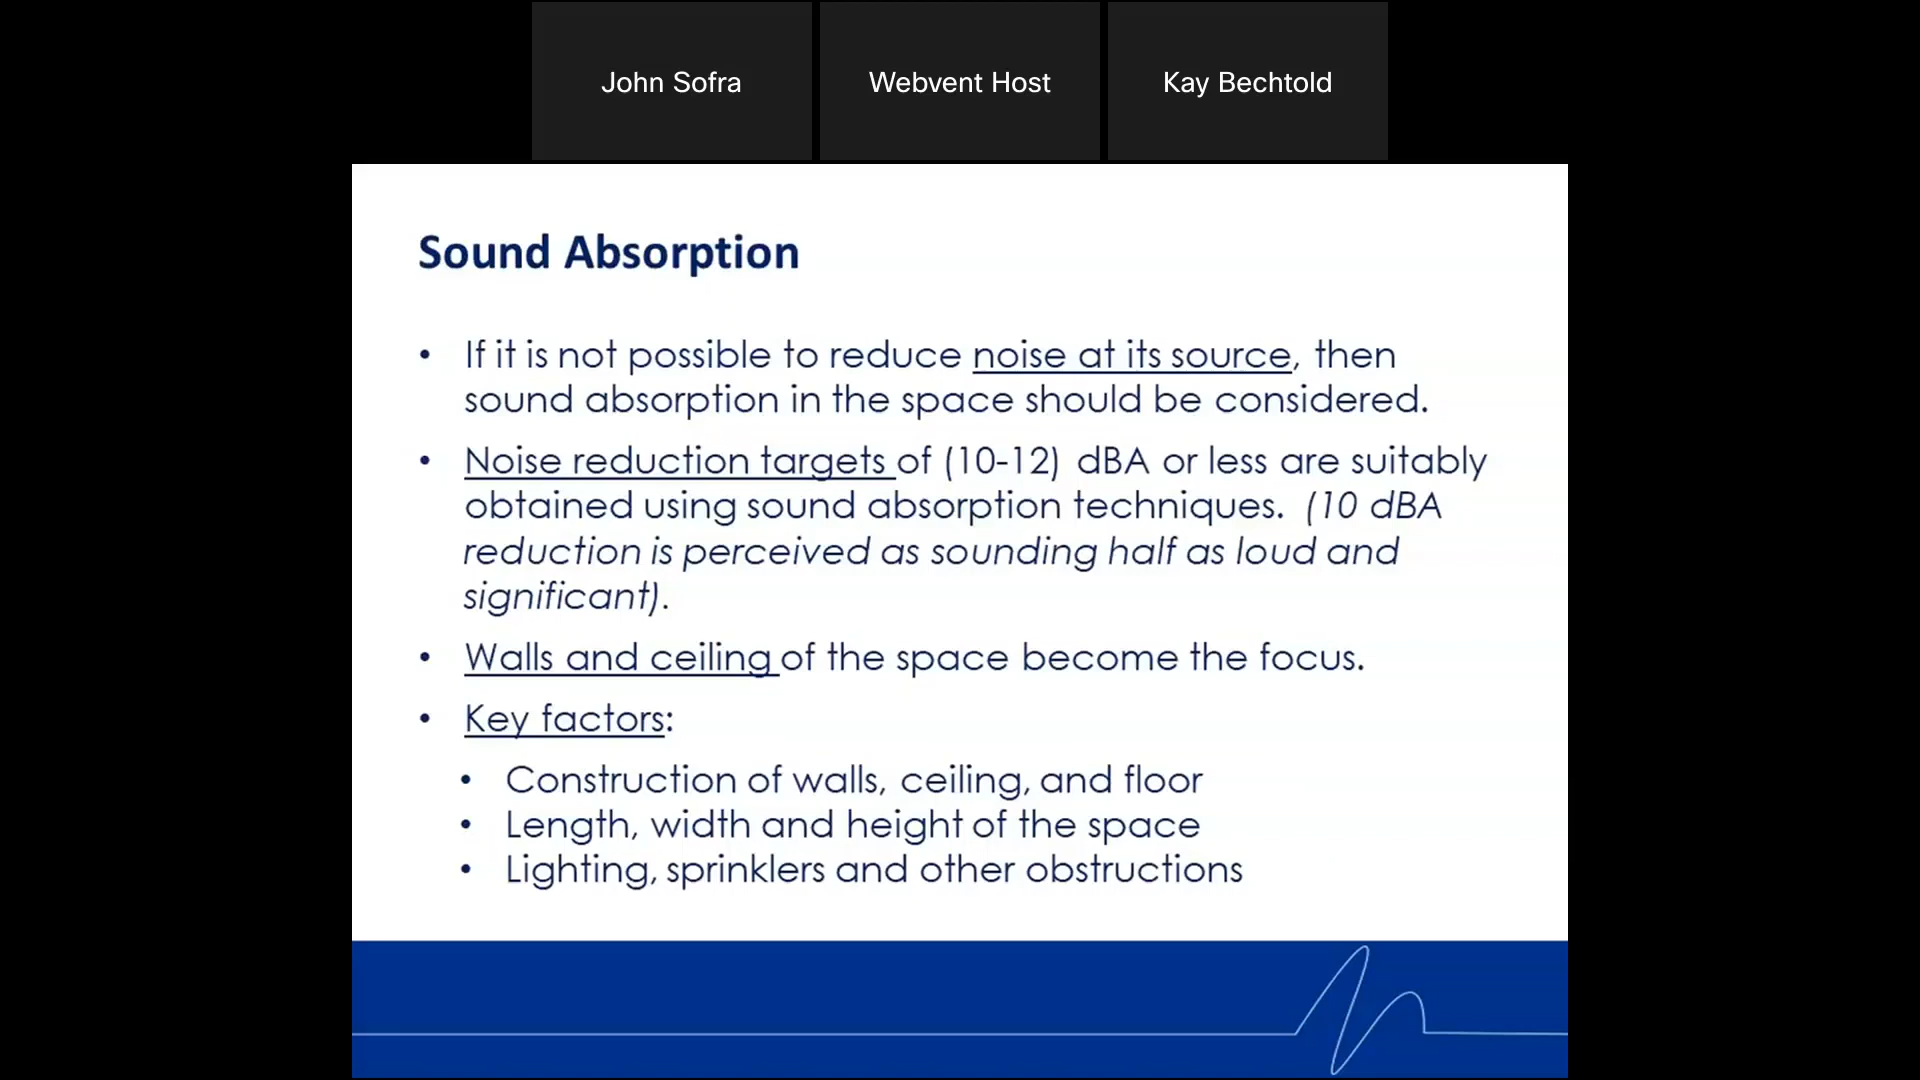 John Sofra
Webvent Host
Kay Bechtold
Sound Absorption
• If it is not possible to reduce noise at its source, then
sound absorption in the space should be considered.
• Noise reduction targets of (10-12) dBA or less are suitably
obtained using sound absorption techniques. (10 dBA
reduction is perceived as sounding half as loud and
significant).
• Walls and ceiling of the space become the focus.
• Key factors:
• Construction of walls, ceiling, and floor
• Length, width and height of the space
• Lighting, sprinklers and other obstructions